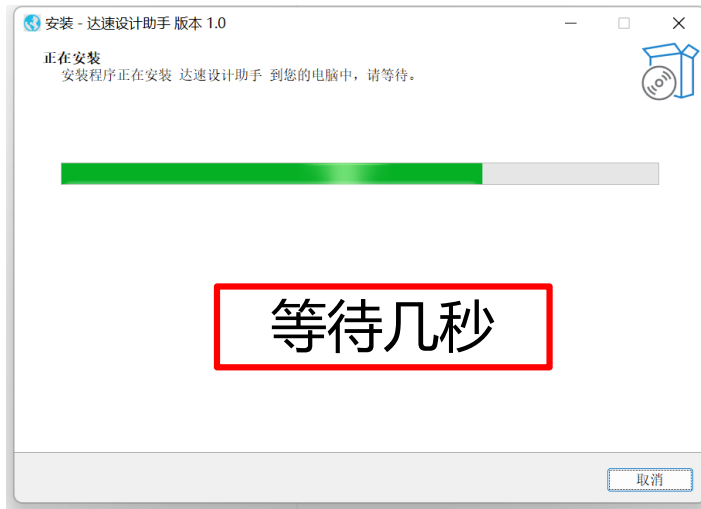 安装 - 达速设计助手 版本 1.0
正在安装
安装程序正在安装 达速设计助手 到您的电脑中，请等待。
等待几秒
取消